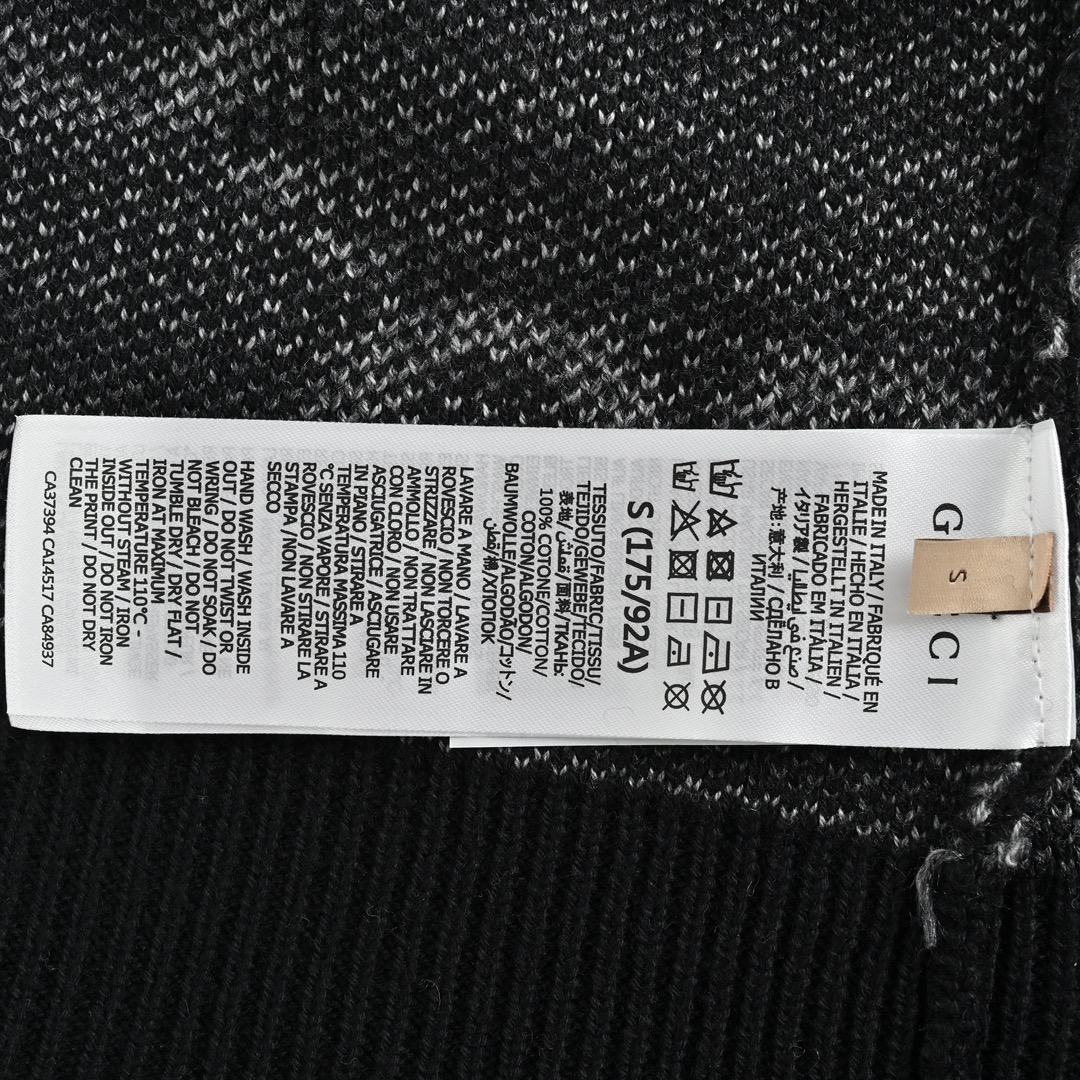 GUCCI
S
MADE IN ITALY / FABRIQUÉ EN
ITALIE / HECHO EN ITALIA /
HERGESTELLT IN ITALIEN /
FABRICADO EM ITALIA /
イタリア製 / صنع في ايطاليا /
产地:意大利 / СДЕЛАНО В
ИТАЛИИ
S (175/92A)
TESSUTO/FABRIC/TISSU/
TEJIDO/GEWEBE/TECIDO/
表地/قماش/面料/ТКАНЬ:
100% COTONE/COTTON/
COTON/ALGODON/
BAUMWOLLE/ALGODÃO/コットン/
قطن/棉/ХЛОПОК
LAVARE A MANO / LAVARE A
ROVESCIO / NON TORCERE O
STRIZZARE / NON LASCIARE IN
AMMOLLO / NON TRATTARE
CON CLORO / NON USARE
ASCIUGATRICE / ASCIUGARE
IN PIANO / STIRARE A
TEMPERATURA MASSIMA 110
°C SENZA VAPORE / STIRARE A
ROVESCIO / NON STIRARE LA
STAMPA / NON LAVARE A
SECCO
HAND WASH / WASH INSIDE
OUT / DO NOT TWIST OR
WRING / DO NOT SOAK / DO
NOT BLEACH / DO NOT
TUMBLE DRY / DRY FLAT /
IRON AT MAXIMUM
TEMPERATURE 110°C -
WITHOUT STEAM / IRON
INSIDE OUT / DO NOT IRON
THE PRINT / DO NOT DRY
CLEAN
CA37394 CA14517 CA84937